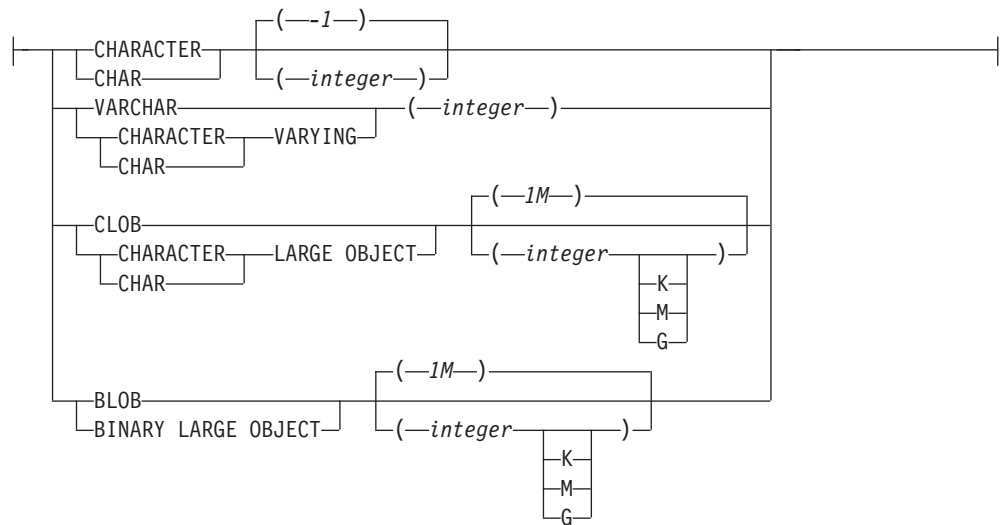 ( -1 )
CHARACTER
CHAR ( integer )
VARCHAR ( integer )
CHARACTER VARYING
CHAR
( 1M )
CLOB
CHARACTER LARGE OBJECT ( integer )
CHAR K
M
G
( 1M )
BLOB
BINARY LARGE OBJECT ( integer )
K
M
G